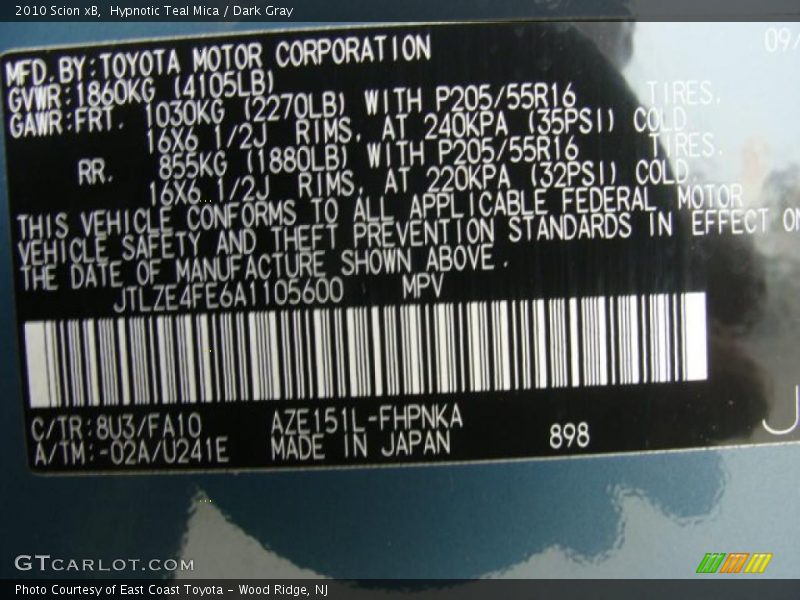 2010 Scion xB,  Hypnotic Teal Mica / Dark Gray
09/
MFD.BY:TOYOTA MOTOR CORPORATION
GVWR:1860KG (4105LB)
GAWR:FRT. 1030KG (2270LB) WITH P205/55R16 TIRES,
16X6 1/2J RIMS, AT 240KPA (35PSI) COLD
RR. 855KG (1880LB) WITH P205/55R16 TIRES,
16X6 1/2J RIMS, AT 220KPA (32PSI) COLD.
THIS VEHICLE CONFORMS TO ALL APPLICABLE FEDERAL MOTOR
VEHICLE SAFETY AND THEFT PREVENTION STANDARDS IN EFFECT ON
THE DATE OF MANUFACTURE SHOWN ABOVE.
JTLZE4FE6A1105600 MPV
C/TR:8U3/FA10 AZE151L-FHPNKA
A/TM:-02A/U241E MADE IN JAPAN 898
J
GTCARLOT.COM
Photo Courtesy of East Coast Toyota - Wood Ridge, NJ